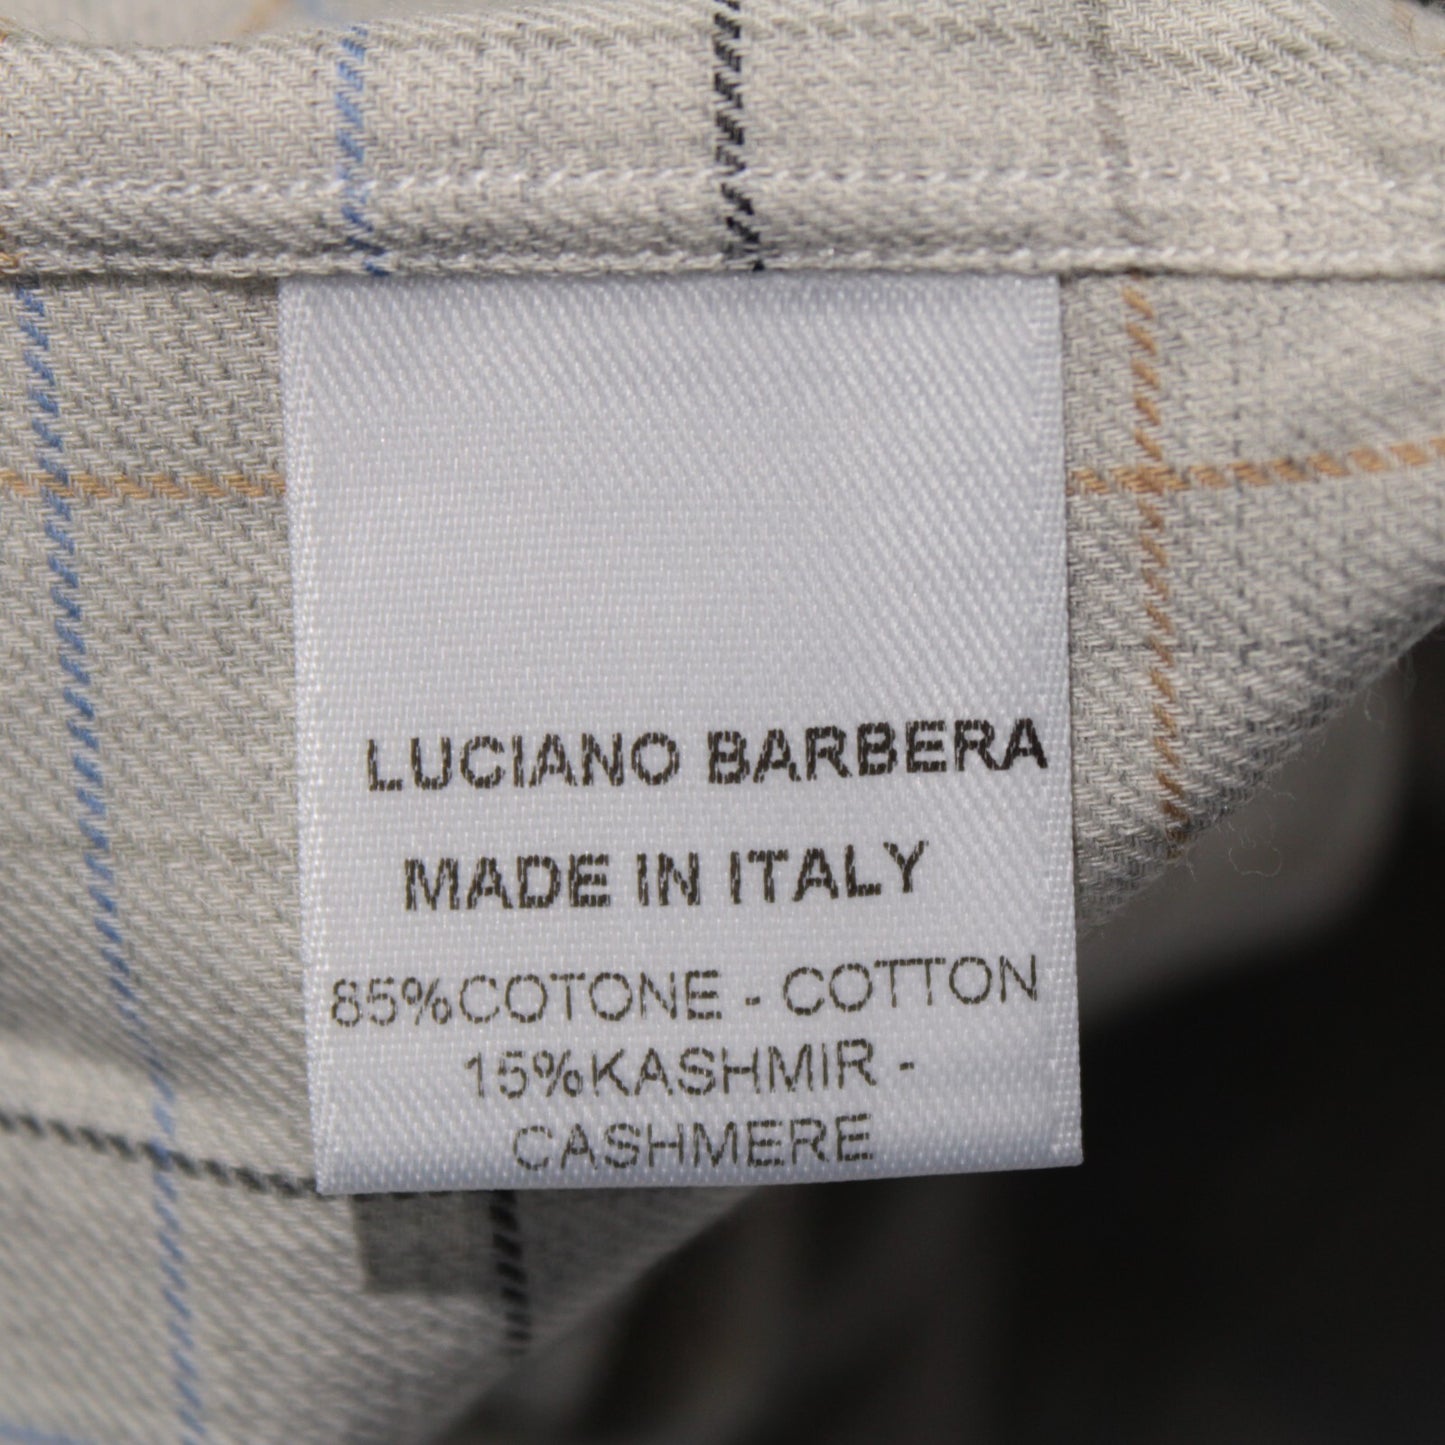 LUCIANO BARBERA
MADE IN ITALY
85%COTONE - COTTON
15%KASHMIR -
CASHMERE